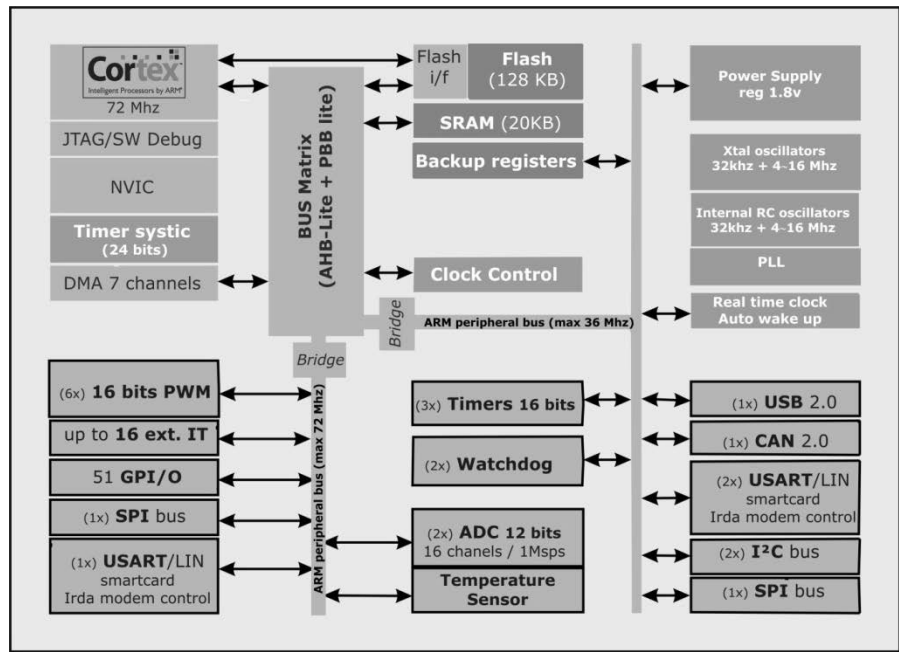 Cortex™
Intelligent Processors by ARM®
72 Mhz
JTAG/SW Debug
NVIC
Timer systic
(24 bits)
DMA 7 channels
BUS Matrix
(AHB-Lite + PBB lite)
Flash
i/f
Flash
(128 KB)
SRAM (20KB)
Backup registers
Clock Control
Bridge
ARM peripheral bus (max 36 Mhz)
Bridge
ARM peripheral bus (max 72 Mhz)
Power Supply
reg 1.8v
Xtal oscillators
32khz + 4~16 Mhz
Internal RC oscillators
32khz + 4~16 Mhz
PLL
Real time clock
Auto wake up
(6x) 16 bits PWM
up to 16 ext. IT
51 GPI/O
(1x) SPI bus
(1x) USART/LIN
smartcard
Irda modem control
(3x) Timers 16 bits
(2x) Watchdog
(2x) ADC 12 bits
16 chanels / 1Msps
Temperature
Sensor
(1x) USB 2.0
(1x) CAN 2.0
(2x) USART/LIN
smartcard
Irda modem control
(2x) I²C bus
(1x) SPI bus